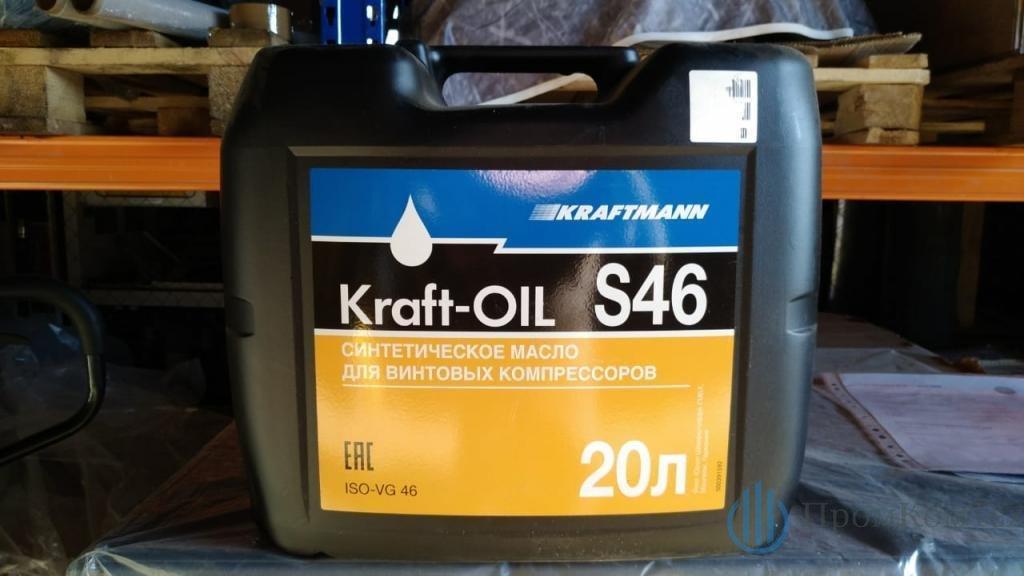 KRAFTMANN
Kraft-OIL S46
СИНТЕТИЧЕСКОЕ МАСЛО
ДЛЯ ВИНТОВЫХ КОМПРЕССОРОВ
EAC
20л
ISO-VG 46